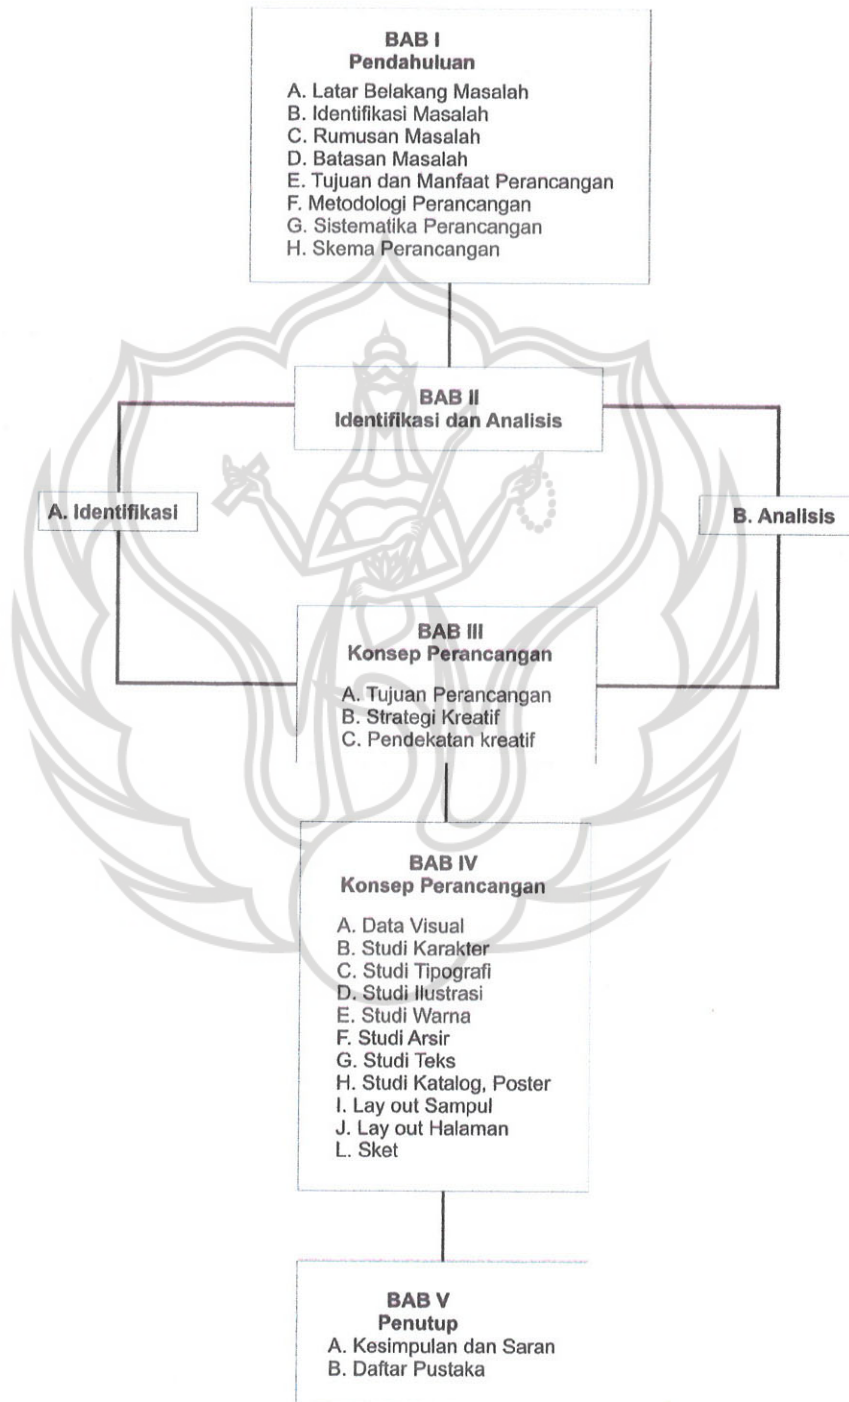 BAB I
Pendahuluan
A. Latar Belakang Masalah
B. Identifikasi Masalah
C. Rumusan Masalah
D. Batasan Masalah
E. Tujuan dan Manfaat Perancangan
F. Metodologi Perancangan
G. Sistematika Perancangan
H. Skema Perancangan
BAB II
Identifikasi dan Analisis
A. Identifikasi
B. Analisis
BAB III
Konsep Perancangan
A. Tujuan Perancangan
B. Strategi Kreatif
C. Pendekatan kreatif
BAB IV
Konsep Perancangan
A. Data Visual
B. Studi Karakter
C. Studi Tipografi
D. Studi Ilustrasi
E. Studi Warna
F. Studi Arsir
G. Studi Teks
H. Studi Katalog, Poster
I. Lay out Sampul
J. Lay out Halaman
L. Sket
BAB V
Penutup
A. Kesimpulan dan Saran
B. Daftar Pustaka